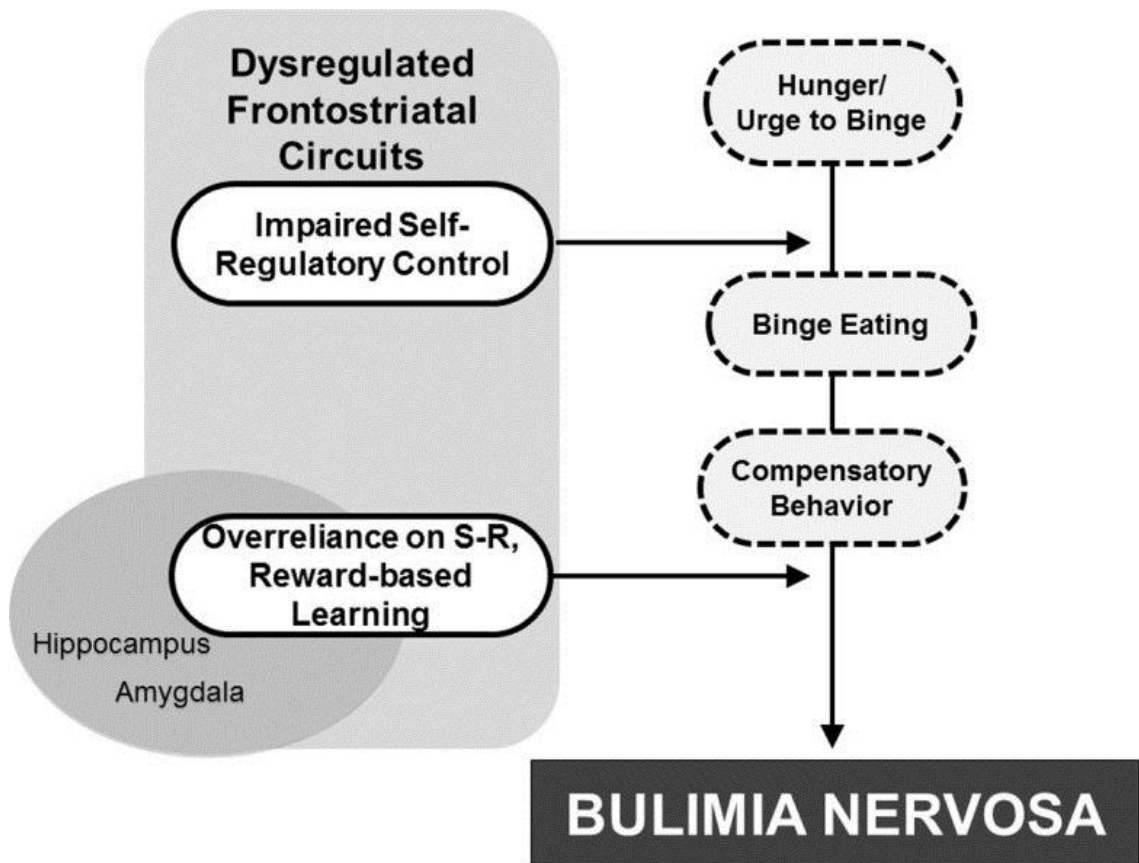 Dysregulated
Frontostriatal
Circuits
Impaired Self-
Regulatory Control
Overreliance on S-R,
Reward-based
Learning
Hippocampus
Amygdala
Hunger/
Urge to Binge
Binge Eating
Compensatory
Behavior
BULIMIA NERVOSA